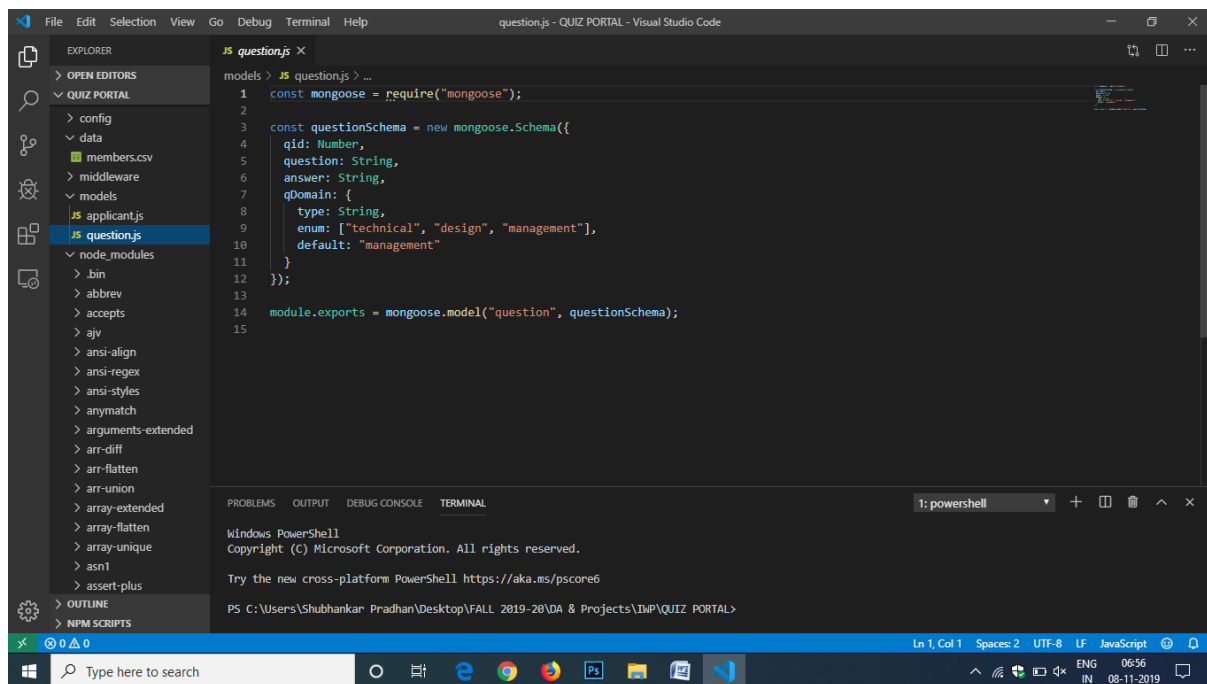 File Edit Selection View Go Debug Terminal Help
question.js - QUIZ PORTAL - Visual Studio Code
EXPLORER
OPEN EDITORS
QUIZ PORTAL
config
data
members.csv
middleware
models
JS applicant.js
JS question.js
node_modules
.bin
abbrev
accepts
ajv
ansi-align
ansi-regex
ansi-styles
anymatch
arguments-extended
arr-diff
arr-flatten
arr-union
array-extended
array-flatten
array-unique
asn1
assert-plus
OUTLINE
NPM SCRIPTS
JS question.js
models > JS question.js > ...
1 const mongoose = require("mongoose");
2
3 const questionSchema = new mongoose.Schema({
4 qid: Number,
5 question: String,
6 answer: String,
7 qDomain: {
8 type: String,
9 enum: ["technical", "design", "management"],
10 default: "management"
11 }
12 });
13
14 module.exports = mongoose.model("question", questionSchema);
15
PROBLEMS OUTPUT DEBUG CONSOLE TERMINAL
1: powershell
Windows PowerShell
Copyright (C) Microsoft Corporation. All rights reserved.
Try the new cross-platform PowerShell https://aka.ms/pscore6
PS C:\Users\Shubhankar Pradhan\Desktop\FALL 2019-20\DA & Projects\IWP\QUIZ PORTAL>
0 0
Ln 1, Col 1 Spaces: 2 UTF-8 LF JavaScript
Type here to search
Ps
ENG
IN
06:56
08-11-2019